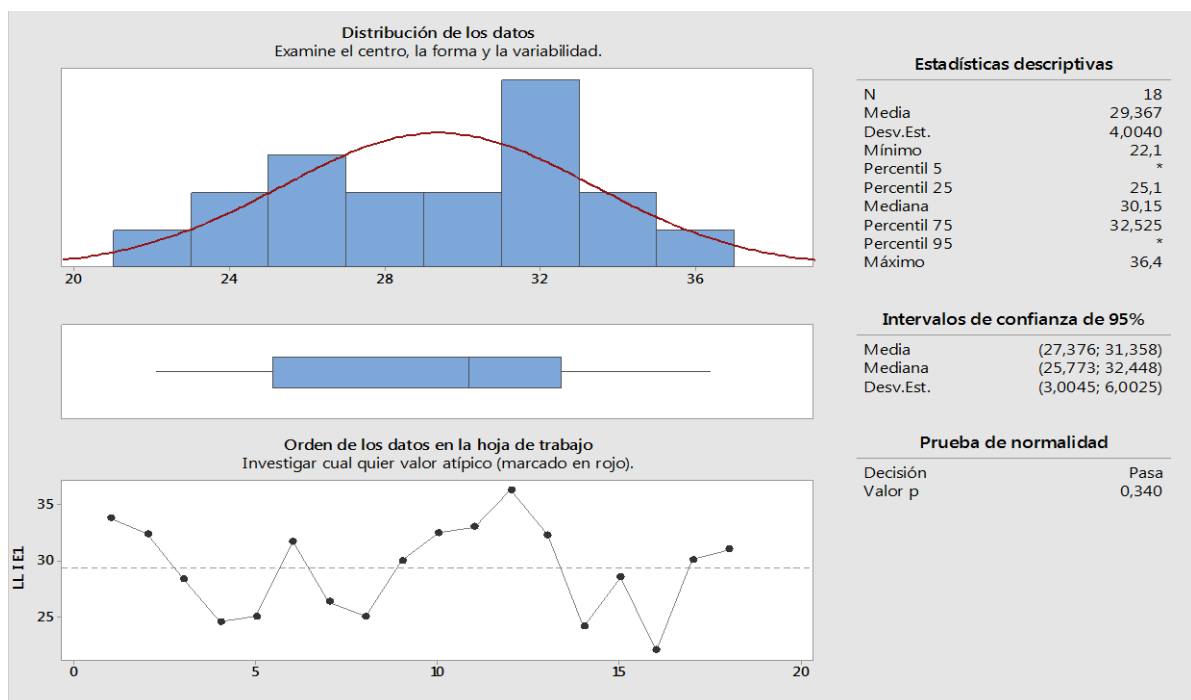 Distribución de los datos
Examine el centro, la forma y la variabilidad.
20 24 28 32 36
Orden de los datos en la hoja de trabajo
Investigar cual quier valor atípico (marcado en rojo).
LL I E1
35
30
25
0 5 10 15 20
Estadísticas descriptivas
N 18
Media 29,367
Desv.Est. 4,0040
Mínimo 22,1
Percentil 5 *
Percentil 25 25,1
Mediana 30,15
Percentil 75 32,525
Percentil 95 *
Máximo 36,4
Intervalos de confianza de 95%
Media (27,376; 31,358)
Mediana (25,773; 32,448)
Desv.Est. (3,0045; 6,0025)
Prueba de normalidad
Decisión Pasa
Valor p 0,340